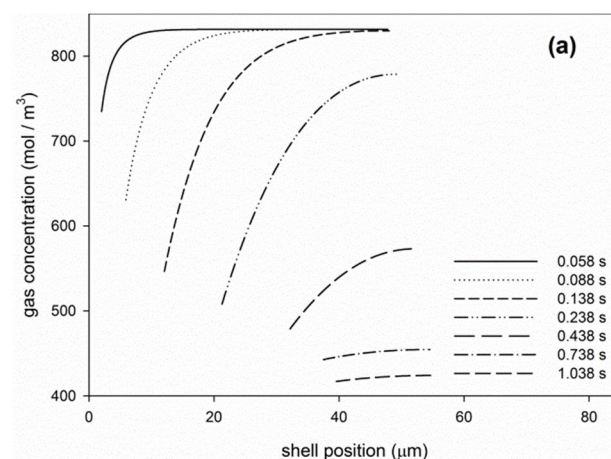 (a)
gas concentration (mol / m³)
800
700
600
500
400
0
20
40
60
80
shell position (μm)
0.058 s
0.088 s
0.138 s
0.238 s
0.438 s
0.738 s
1.038 s